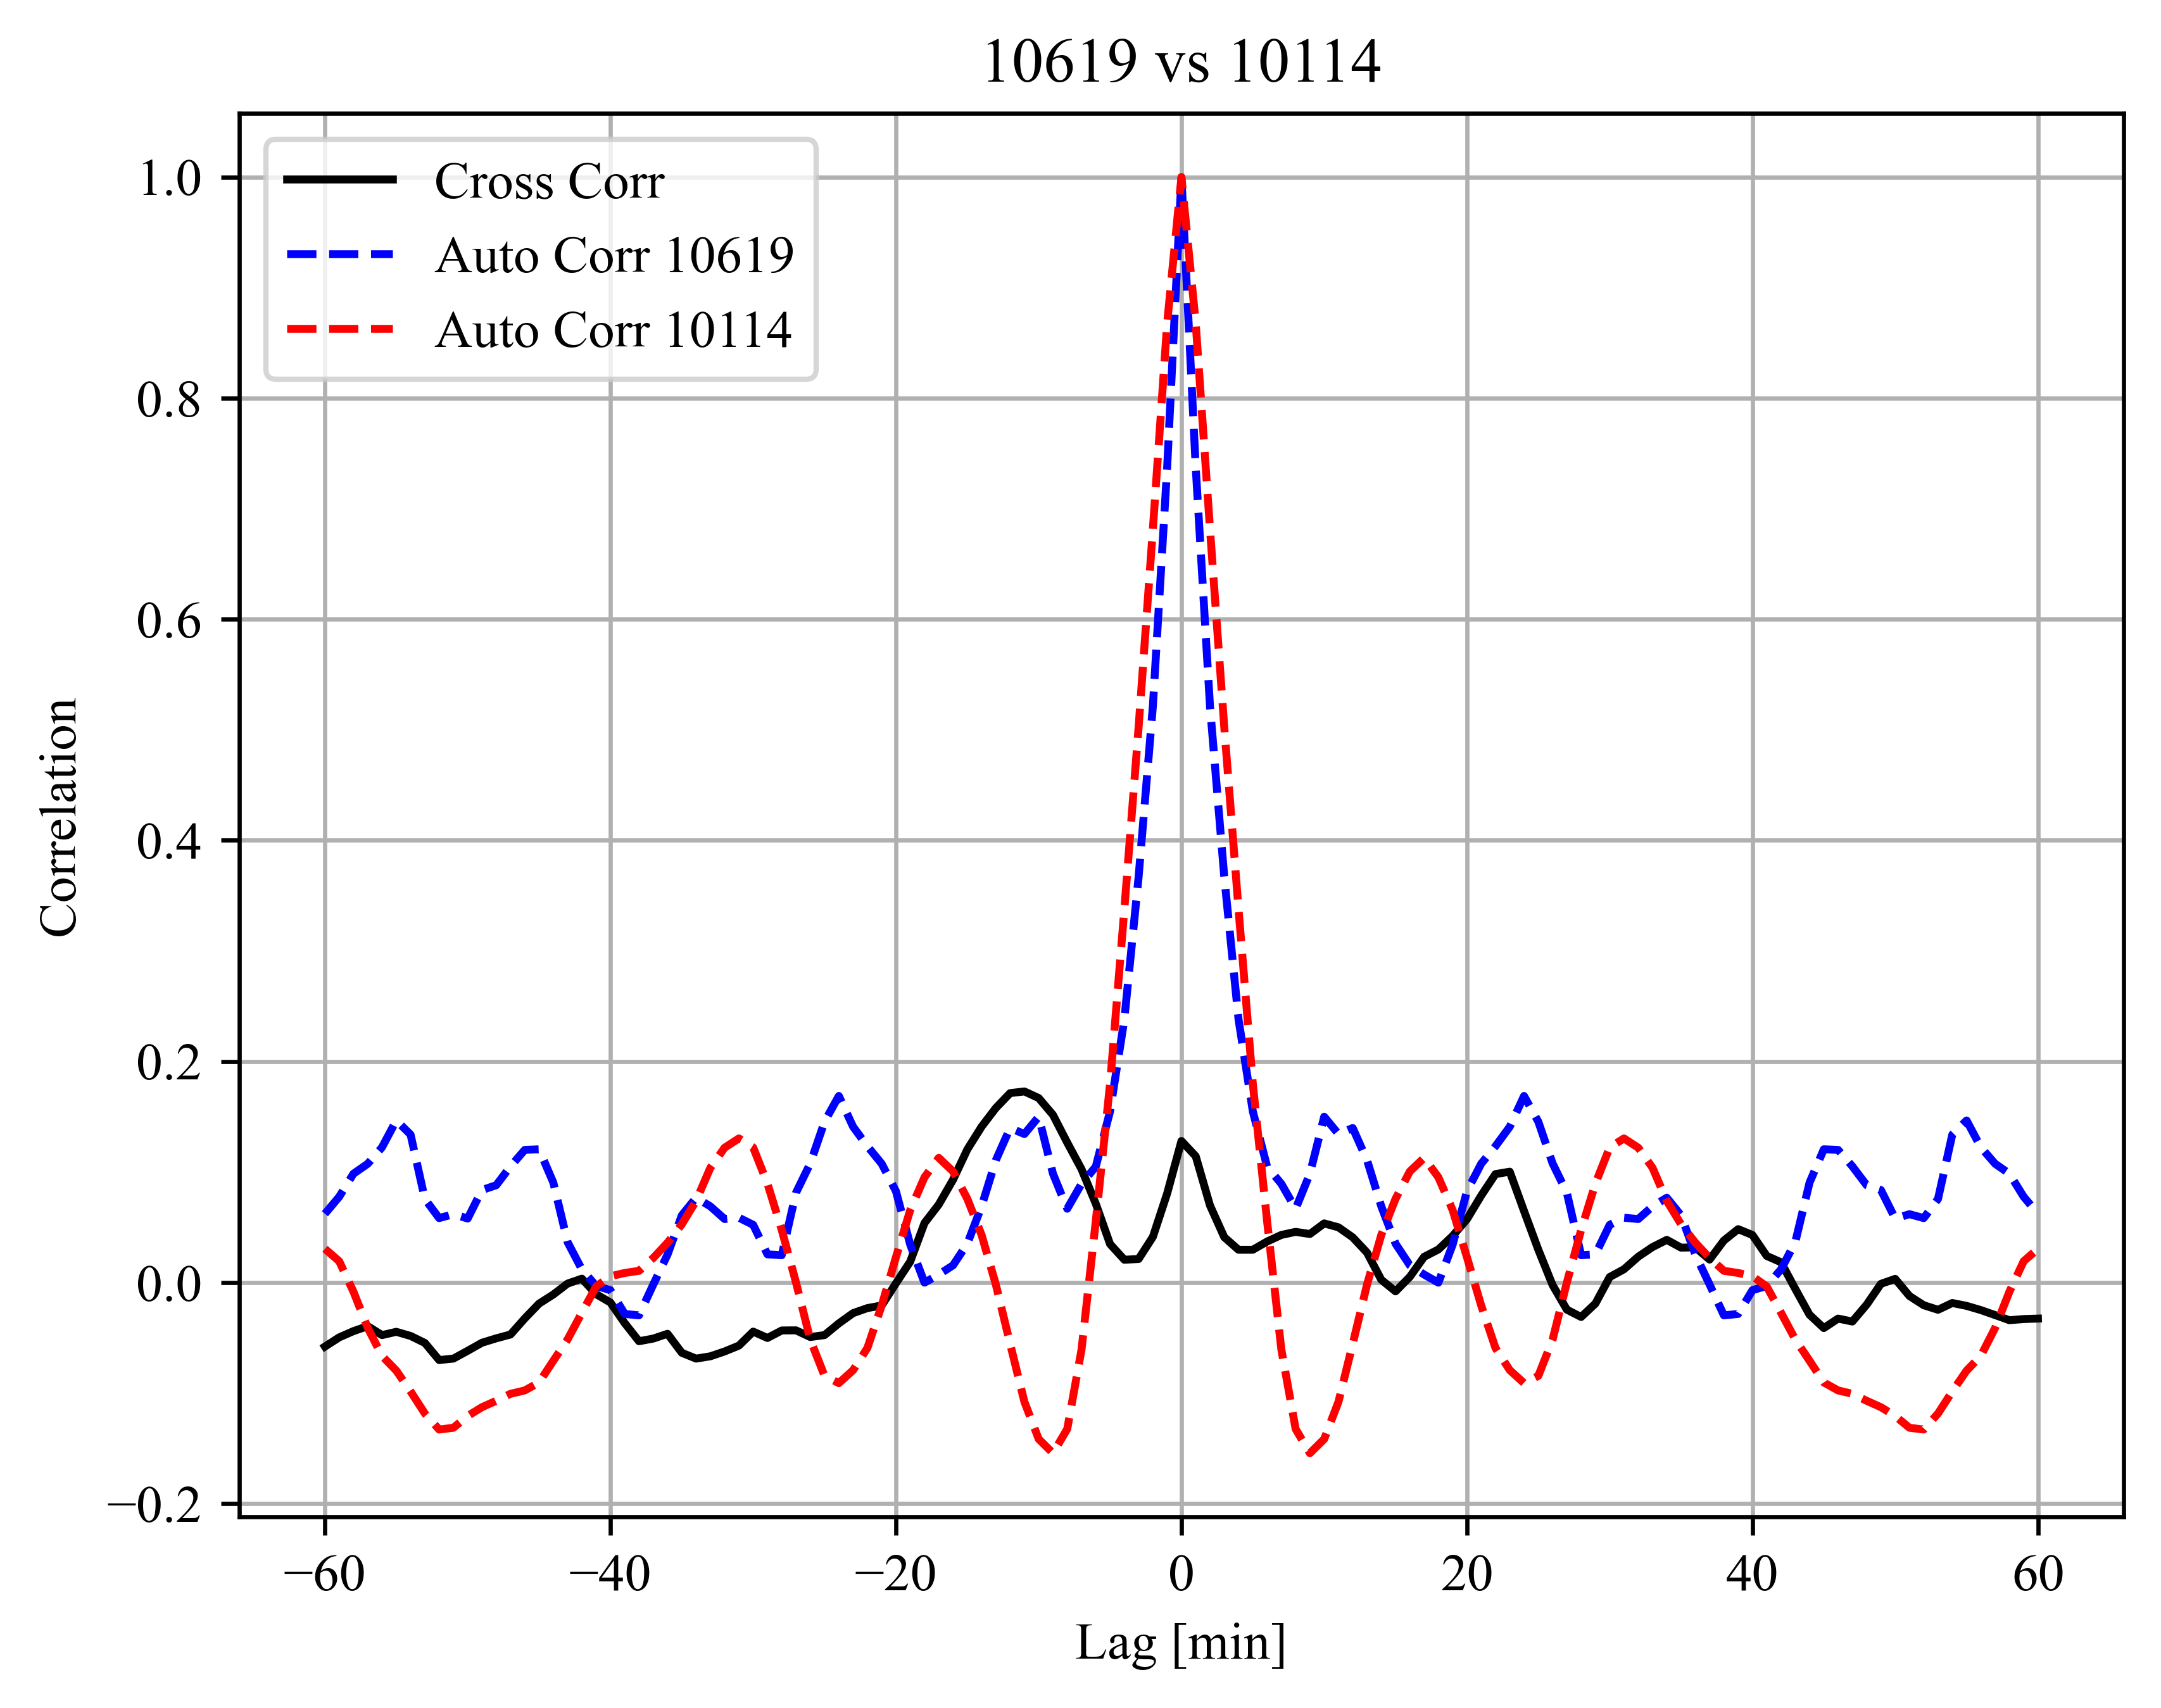 10619 vs 10114
Cross Corr
Auto Corr 10619
Auto Corr 10114
1.0
0.8
0.6
0.4
0.2
0.0
−0.2
Correlation
−60 −40 −20 0 20 40 60
Lag [min]